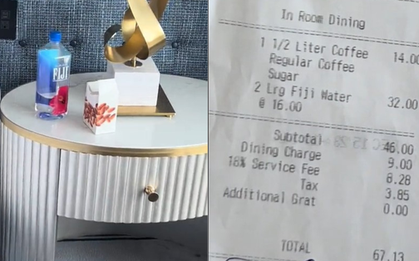 FIJI
In Room Dining
1 1/2 Liter Coffee 14.00
Regular Coffee
Sugar
2 Lrg Fiji Water
@ 16.00 32.00
Subtotal 46.00
Dining Charge 9.00
18% Service Fee 8.28
Tax 3.85
Additional Grat 0.00
TOTAL 67.13